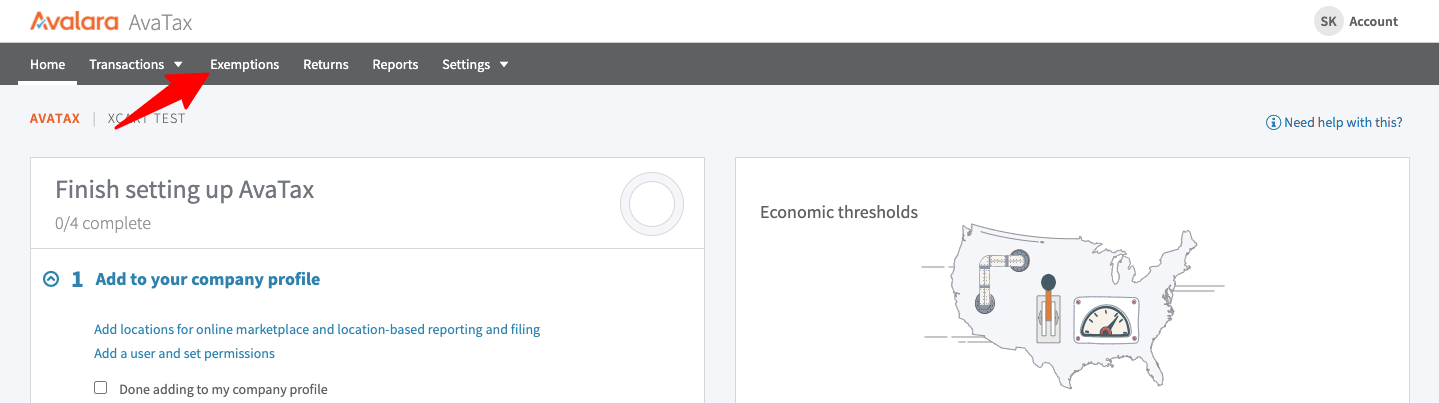 Avalara AvaTax
SK Account
Home Transactions Exemptions Returns Reports Settings
AVATAX | XCART TEST
Need help with this?
Finish setting up AvaTax
0/4 complete
Economic thresholds
1 Add to your company profile
Add locations for online marketplace and location-based reporting and filing
Add a user and set permissions
Done adding to my company profile